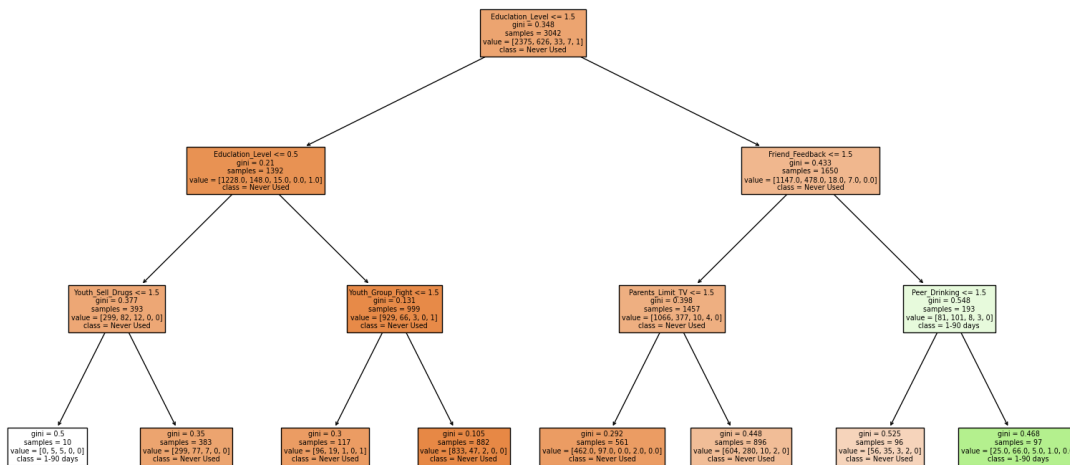 Educlation_Level <= 1.5
gini = 0.348
samples = 3042
value = [2375, 626, 33, 7, 1]
class = Never Used
Educlation_Level <= 0.5
gini = 0.21
samples = 1392
value = [1228.0, 148.0, 15.0, 0.0, 1.0]
class = Never Used
Friend_Feedback <= 1.5
gini = 0.433
samples = 1650
value = [1147.0, 478.0, 18.0, 7.0, 0.0]
class = Never Used
Youth_Sell_Drugs <= 1.5
gini = 0.377
samples = 393
value = [299, 82, 12, 0, 0]
class = Never Used
Youth_Group_Fight <= 1.5
gini = 0.131
samples = 999
value = [929, 66, 3, 0, 1]
class = Never Used
Parents_Limit_TV <= 1.5
gini = 0.398
samples = 1457
value = [1066, 377, 10, 4, 0]
class = Never Used
Peer_Drinking <= 1.5
gini = 0.548
samples = 193
value = [81, 101, 8, 3, 0]
class = 1-90 days
gini = 0.5
samples = 10
value = [0, 5, 5, 0, 0]
class = 1-90 days
gini = 0.35
samples = 383
value = [299, 77, 7, 0, 0]
class = Never Used
gini = 0.3
samples = 117
value = [96, 19, 1, 0, 1]
class = Never Used
gini = 0.105
samples = 882
value = [833, 47, 2, 0, 0]
class = Never Used
gini = 0.292
samples = 561
value = [462.0, 97.0, 0.0, 2.0, 0.0]
class = Never Used
gini = 0.448
samples = 896
value = [604, 280, 10, 2, 0]
class = Never Used
gini = 0.525
samples = 96
value = [56, 35, 3, 2, 0]
class = Never Used
gini = 0.468
samples = 97
value = [25.0, 66.0, 5.0, 1.0, 0.0]
class = 1-90 days